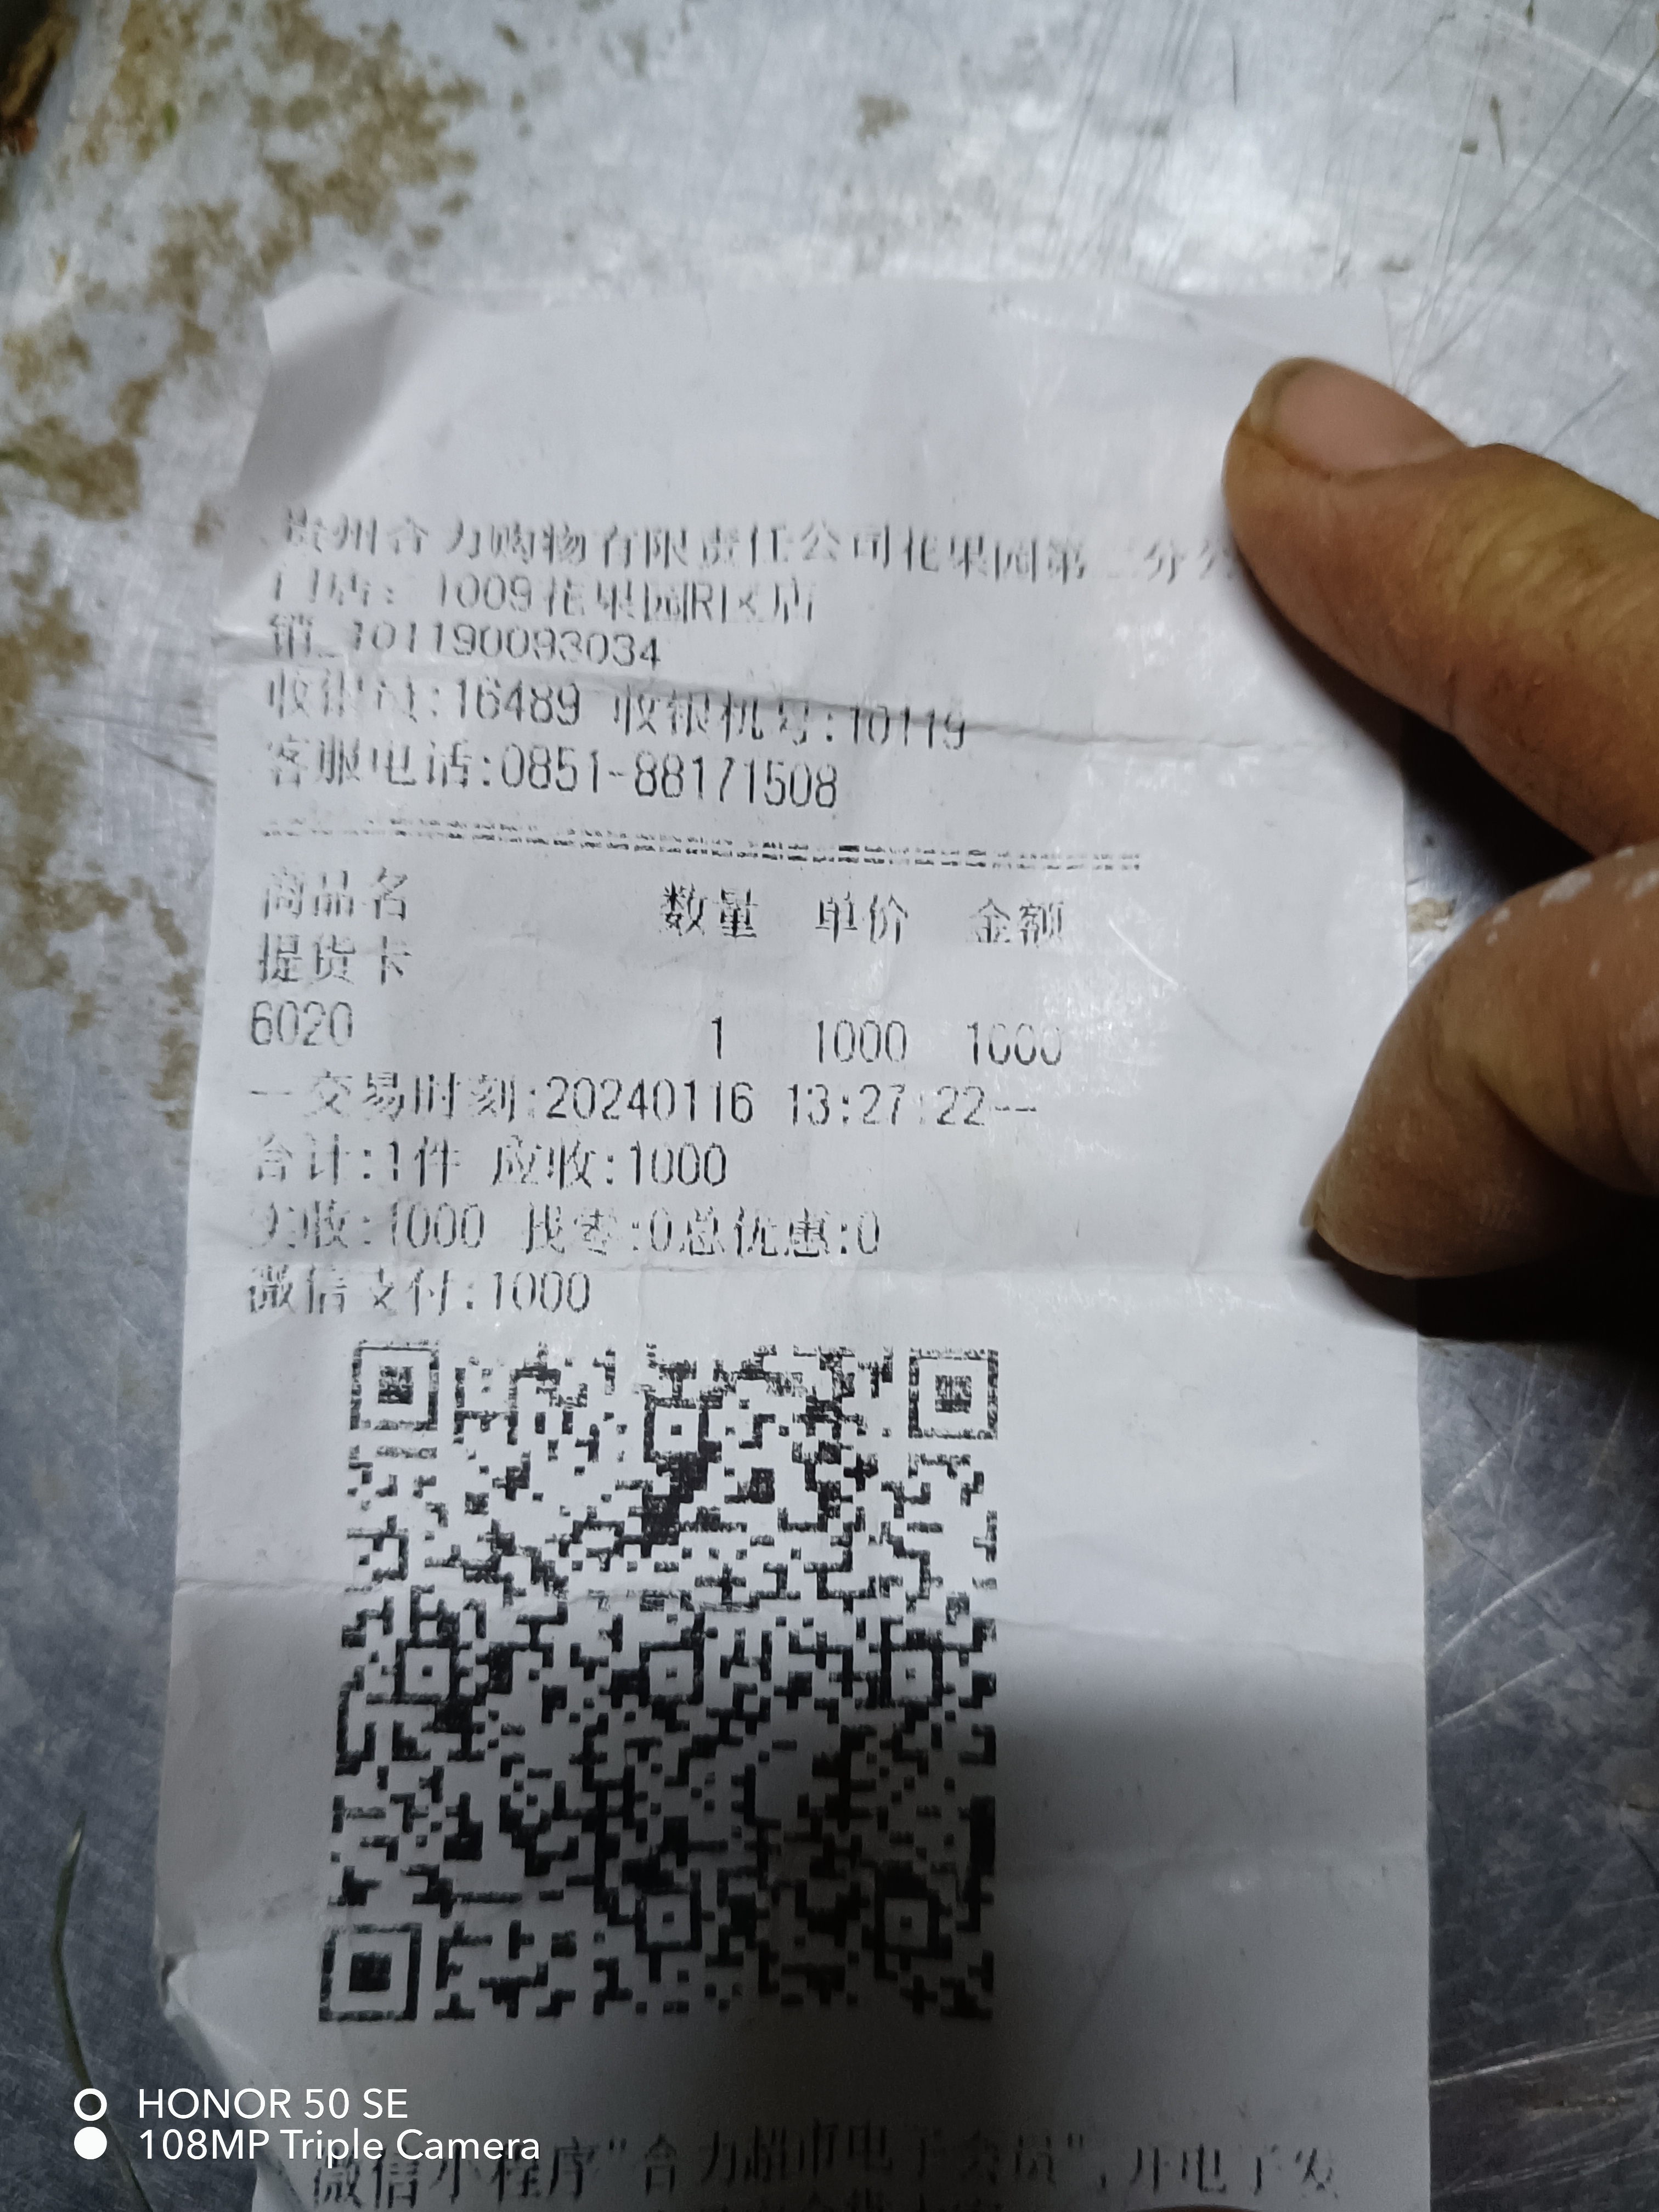 贵州合力购物有限责任公司花果园第二分公
门店：1009花果园R区店
销_101190093034
收银员:16489 收银机号:10119
客服电话:0851-88171508
商品名 数量 单价 金额
提货卡
6020 1 1000 1000
一交易时刻:20240116 13:27:22--
合计:1件 应收:1000
实收:1000 找零:0总优惠:0
微信支付:1000
微信小程序"合力超市电子会员",开电子发
HONOR 50 SE
108MP Triple Camera